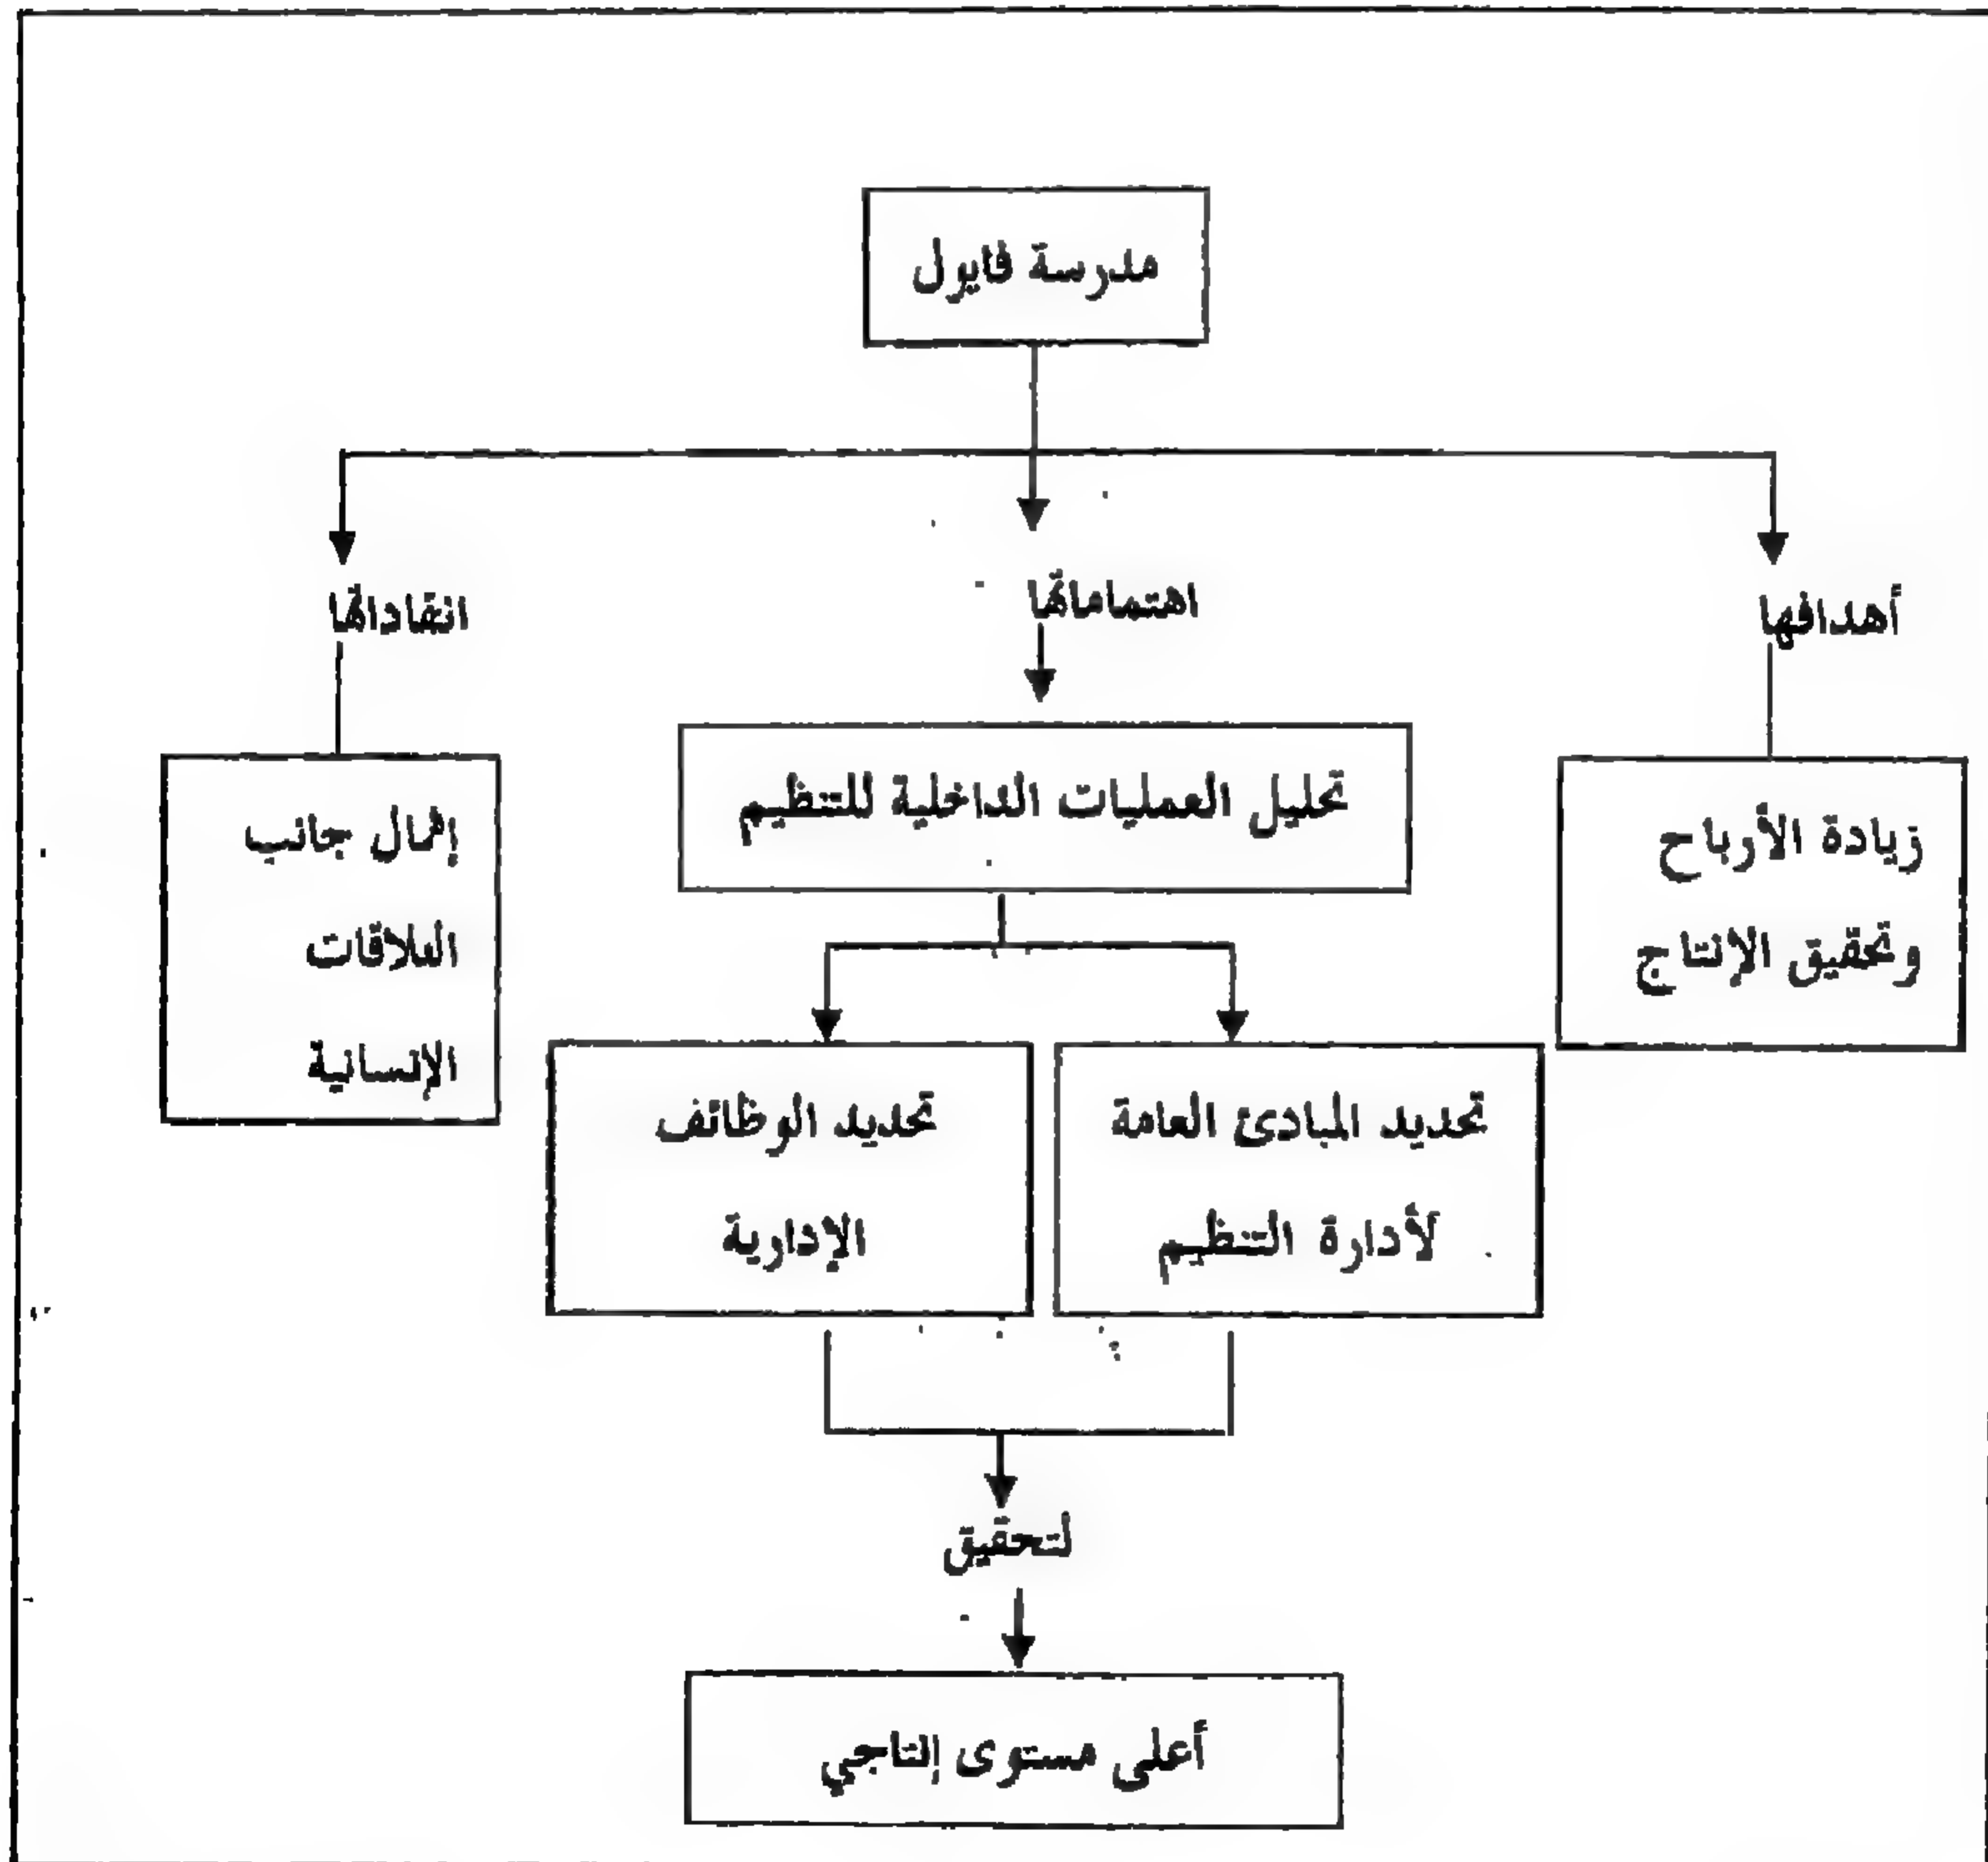 مدرسة فايول
أهدافها
اهتماماتها
انقاداتها
زيادة الأرباح
وتحقيق الإنتاج
تحليل العمليات الداخلية للتنظيم
إهمال جانب
العلاقات
الإنسانية
تحديد المبادئ العامة
لأدارة التنظيم
تحديد الوظائف
الإدارية
لتحقيق
أعلى مستوى إنتاجي